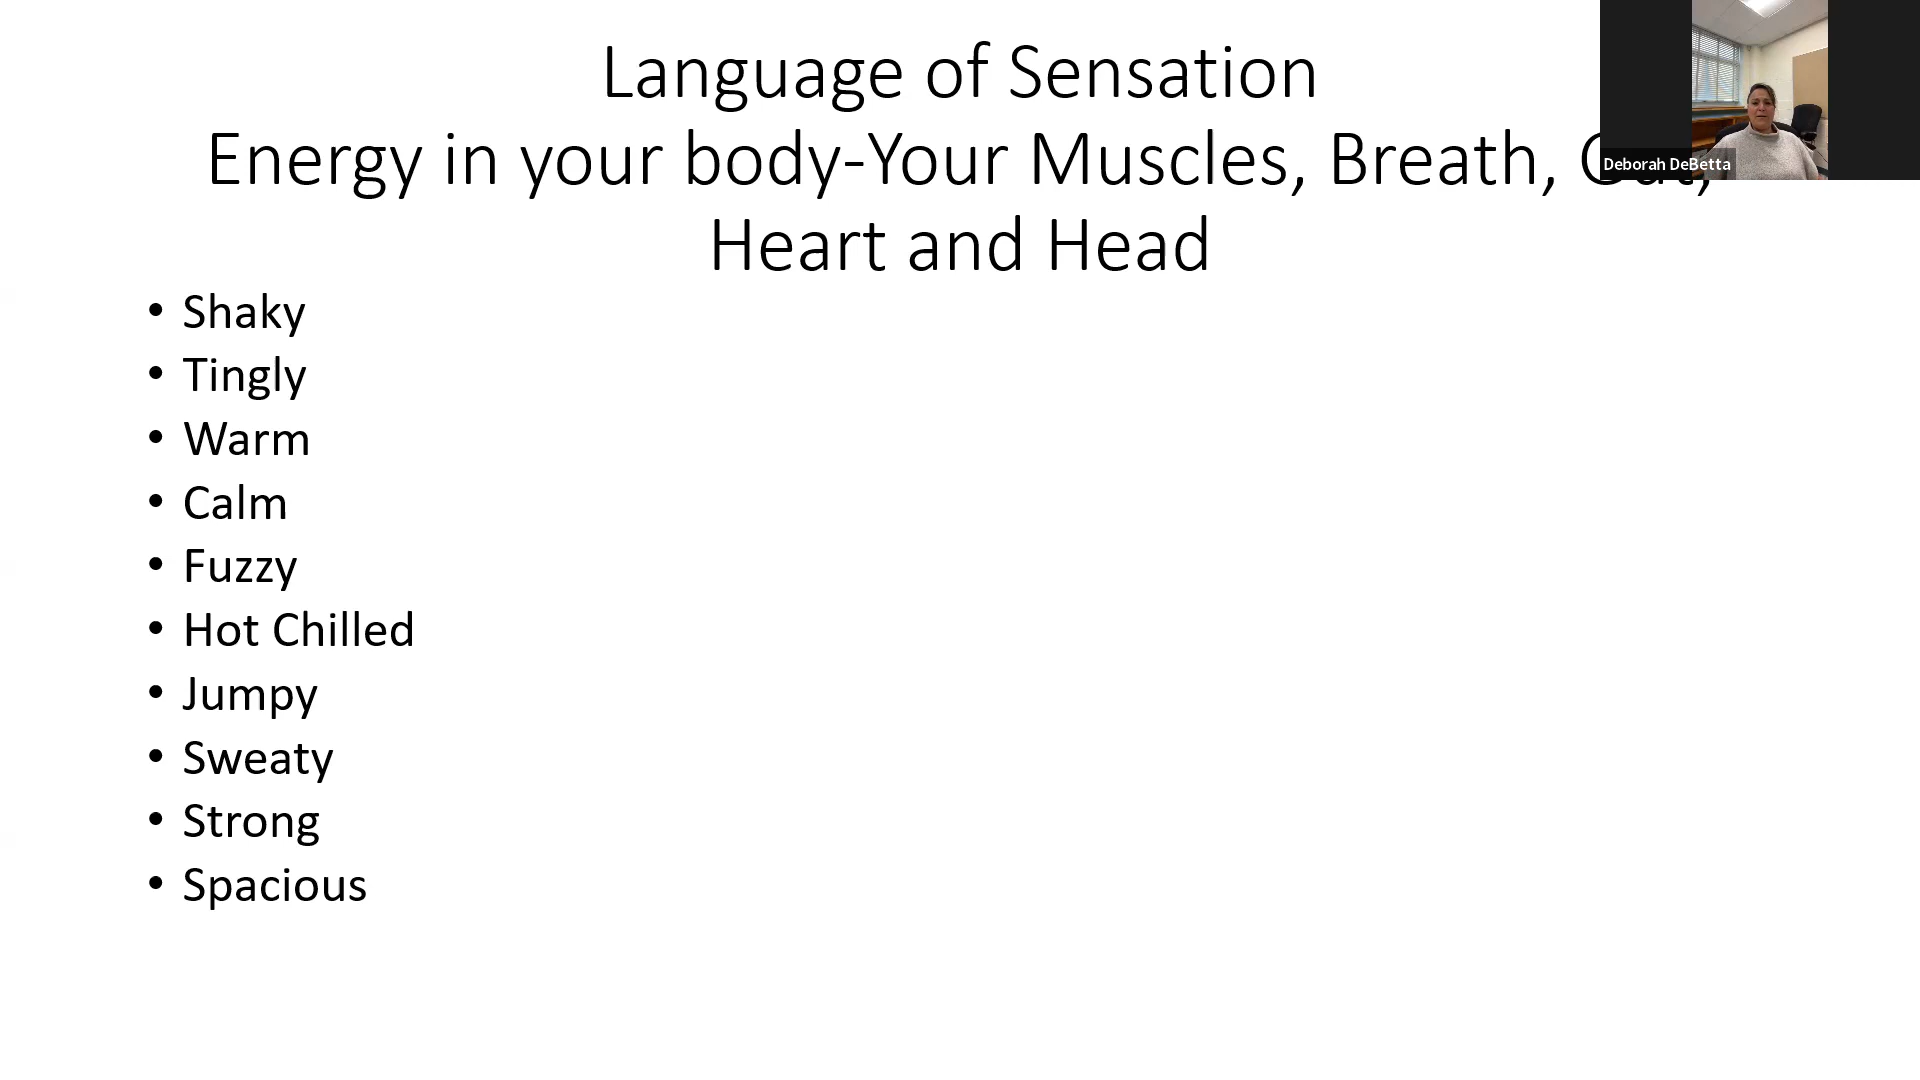 Language of Sensation
Energy in your body-Your Muscles, Breath,
Heart and Head
• Shaky
• Tingly
• Warm
• Calm
• Fuzzy
• Hot Chilled
• Jumpy
• Sweaty
• Strong
• Spacious
Deborah DeBetta